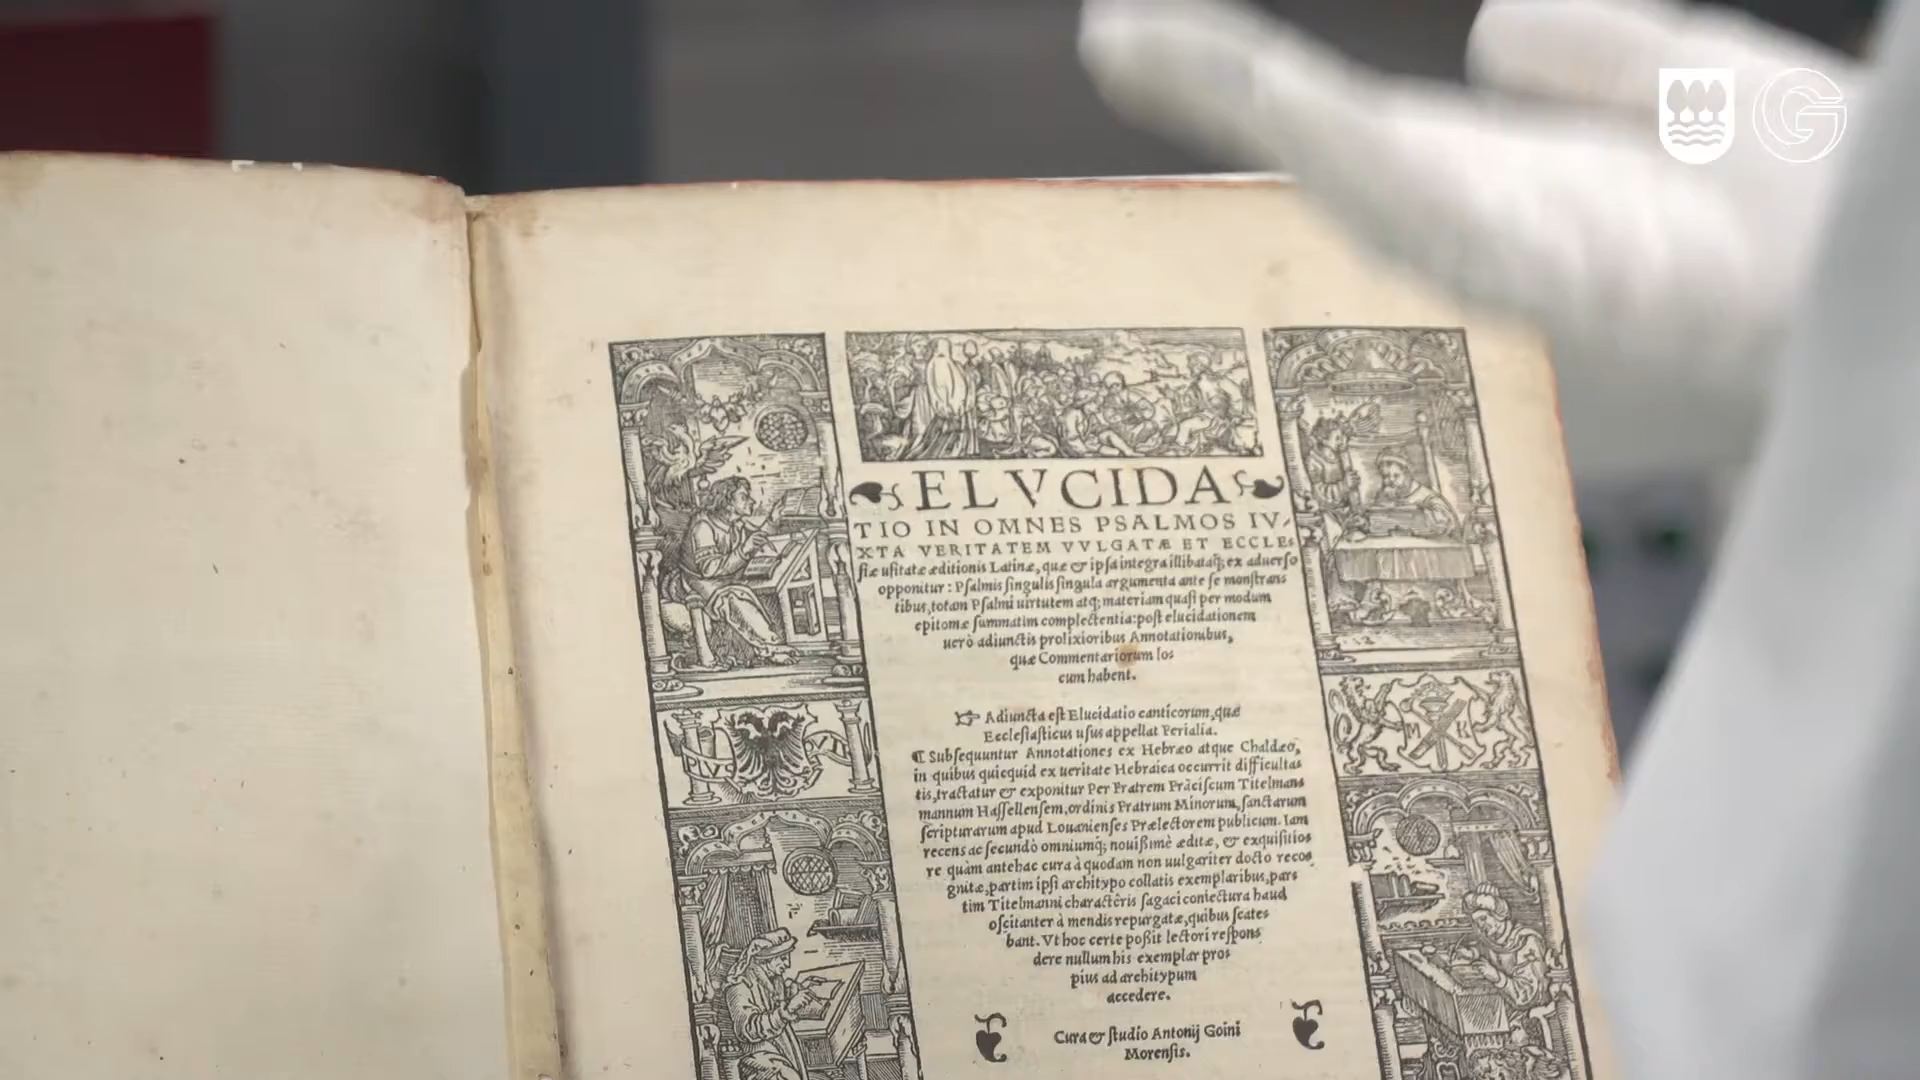 ELVCIDA
TIO IN OMNES PSALMOS IV-
XTA VERITATEM VVLGATÆ ET ECCLE-
ſiæ uſitatæ æditionis Latinæ, quæ & ipſa integra illibataq́; ex aduerſo
opponitur: Pſalmis ſingulis ſingula argumenta ante ſe monſtrans
tibus, totam Pſalmi uirtutem atq; materiam quaſi per modum
epitomæ ſummatim complectentia: poſt elucidationem
uerò adiunctis prolixioribus Annotationibus,
quæ Commentariorum los
cum habent.
☞ Adiuncta eſt Elucidatio canticorum, quæ
Eccleſiaſticus uſus appellat Ferialia.
¶ Subſequuntur Annotationes ex Hebræo atque Chaldæo,
in quibus quicquid ex ueritate Hebraica occurrit difficultas
tis, tractatur & exponitur Per Fratrem Frãciſcum Titelmans
mannum Haſſellenſem, ordinis Fratrum Minorum, ſanctarum
ſcripturarum apud Louanienſes Prælectorem publicum. Iam
recens ac ſecundò omniumq́; nouißimè æditæ, & exquiſitios
re quàm antehac cura à quodam non uulgariter docto recos
gnitæ, partim ipſi architypo collatis exemplaribus, pars
tim Titelmanni characteris ſagaci coniectura haud
oſcitanter à mendis repurgatæ, quibus ſcates
bant. Vt hoc certe poßit lectori reſpons
dere nullum his exemplar pros
pius ad architypum
accedere.
Cura & ſtudio Antonij Goini
Morenſis.
PLVS
M K
G